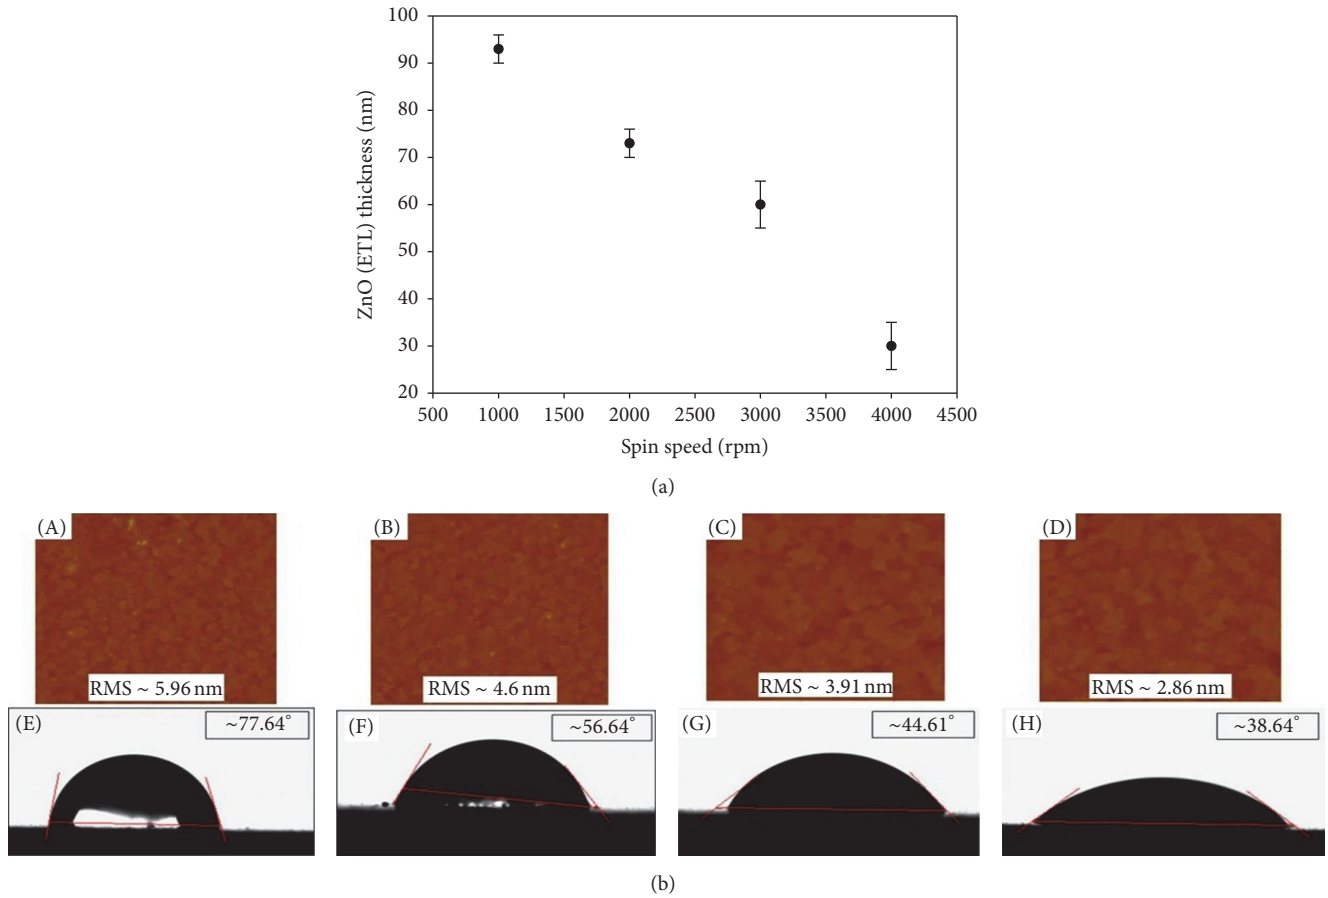 100
90
80
70
60
50
40
30
20
ZnO (ETL) thickness (nm)
500 1000 1500 2000 2500 3000 3500 4000 4500
Spin speed (rpm)
(a)
(A) (B) (C) (D)
RMS ~ 5.96 nm RMS ~ 4.6 nm RMS ~ 3.91 nm RMS ~ 2.86 nm
(E) ~77.64° (F) ~56.64° (G) ~44.61° (H) ~38.64°
(b)